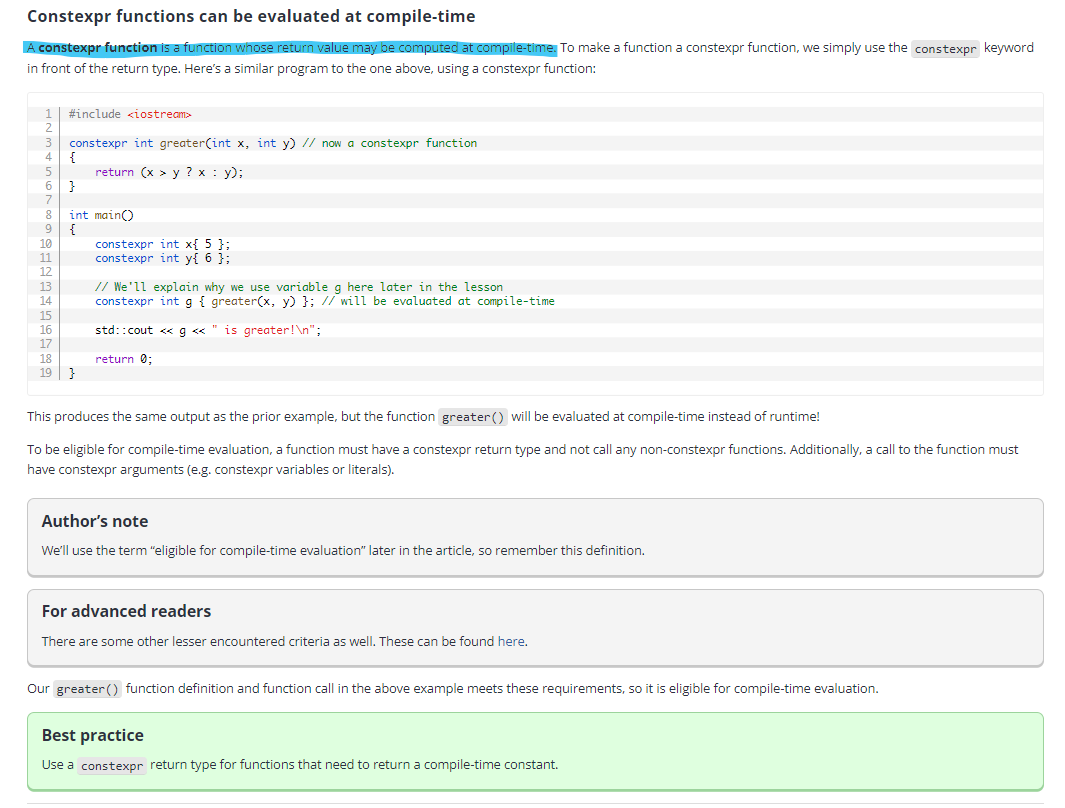 Constexpr functions can be evaluated at compile-time
A constexpr function is a function whose return value may be computed at compile-time. To make a function a constexpr function, we simply use the constexpr keyword
in front of the return type. Here’s a similar program to the one above, using a constexpr function:
1 #include <iostream>
2
3 constexpr int greater(int x, int y) // now a constexpr function
4 {
5     return (x > y ? x : y);
6 }
7
8 int main()
9 {
10     constexpr int x{ 5 };
11     constexpr int y{ 6 };
12
13     // We'll explain why we use variable g here later in the lesson
14     constexpr int g { greater(x, y) }; // will be evaluated at compile-time
15
16     std::cout << g << " is greater!\n";
17
18     return 0;
19 }
This produces the same output as the prior example, but the function greater() will be evaluated at compile-time instead of runtime!
To be eligible for compile-time evaluation, a function must have a constexpr return type and not call any non-constexpr functions. Additionally, a call to the function must
have constexpr arguments (e.g. constexpr variables or literals).
Author’s note
We’ll use the term “eligible for compile-time evaluation” later in the article, so remember this definition.
For advanced readers
There are some other lesser encountered criteria as well. These can be found here.
Our greater() function definition and function call in the above example meets these requirements, so it is eligible for compile-time evaluation.
Best practice
Use a constexpr return type for functions that need to return a compile-time constant.